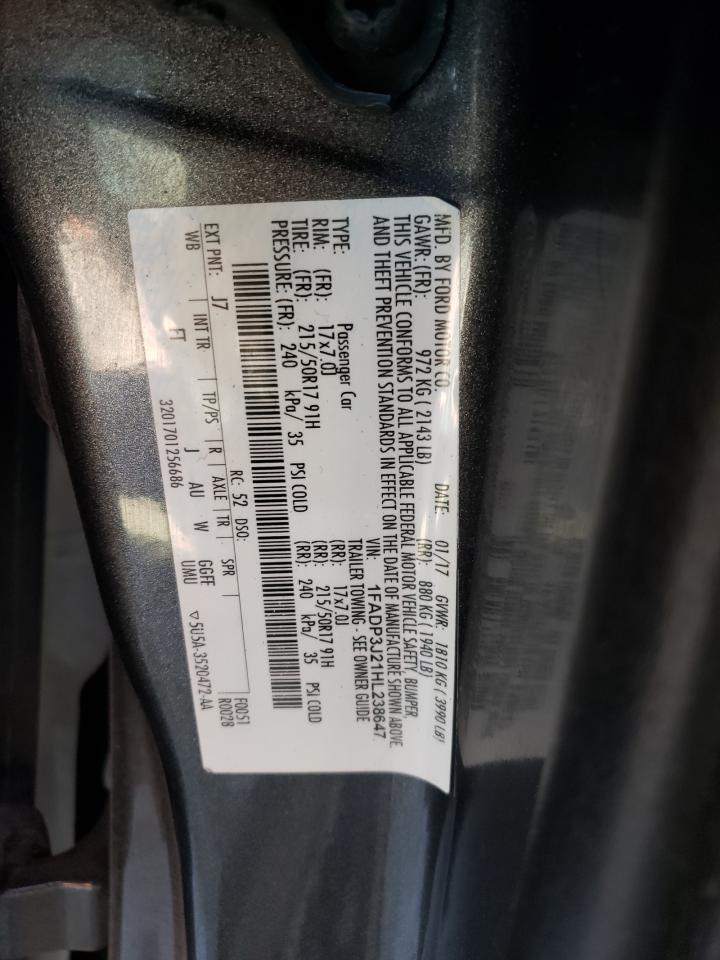 MFD. BY FORD MOTOR CO.
DATE: 01/17 GVWR: 1810 KG ( 3990 LB)
GAWR: (FR): 972 KG ( 2143 LB) (RR): 880 KG ( 1940 LB)
THIS VEHICLE CONFORMS TO ALL APPLICABLE FEDERAL MOTOR VEHICLE SAFETY, BUMPER,
AND THEFT PREVENTION STANDARDS IN EFFECT ON THE DATE OF MANUFACTURE SHOWN ABOVE.
VIN: 1FADP3J21HL238647
TYPE: Passenger Car TRAILER TOWING - SEE OWNER GUIDE
RIM: (FR): 17x7.0J (RR): 17x7.0J
TIRE: (FR): 215/50R17 91H (RR): 215/50R17 91H
PRESSURE: (FR): 240 kPa/ 35 PSI COLD (RR): 240 kPa/ 35 PSI COLD
EXT PNT: J7 RC: 52 DSO: F0051
WB INT TR TP/PS R AXLE TR SPR R0028
FT J AU W GGFE
UMU
3201701256686 ▽5U5A-3520472-AA